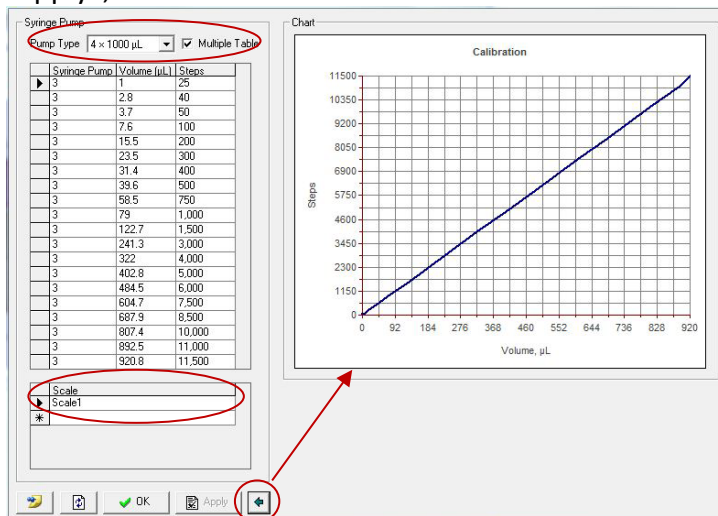 Syringe Pump
Pump Type 4 × 1000 µL Multiple Table
Syringe Pump Volume (µL) Steps
3 1 25
3 2.8 40
3 3.7 50
3 7.6 100
3 15.5 200
3 23.5 300
3 31.4 400
3 39.6 500
3 58.5 750
3 79 1,000
3 122.7 1,500
3 241.3 3,000
3 322 4,000
3 402.8 5,000
3 484.5 6,000
3 604.7 7,500
3 687.9 8,500
3 807.4 10,000
3 892.5 11,000
3 920.8 11,500
Scale
Scale1
OK Apply
Chart
Calibration
11500
10350
9200
8050
6900
5750
4600
3450
2300
1150
0
Steps
0 92 184 276 368 460 552 644 736 828 920
Volume, µL